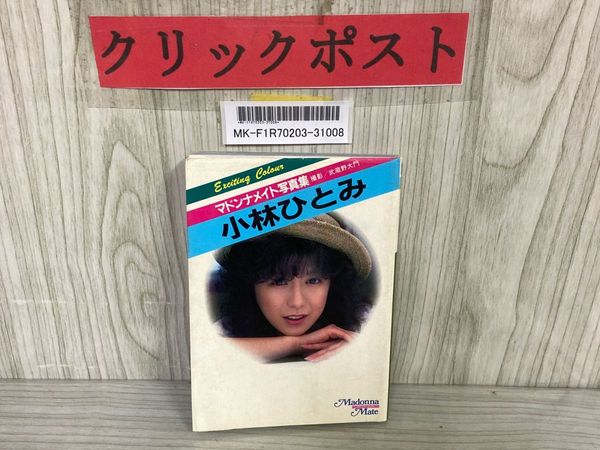 クリックポスト
MK-F1R70203-31008
Exciting Colour
マドンナメイト写真集 撮影/武蔵野大門
小林ひとみ
Madonna
Mate